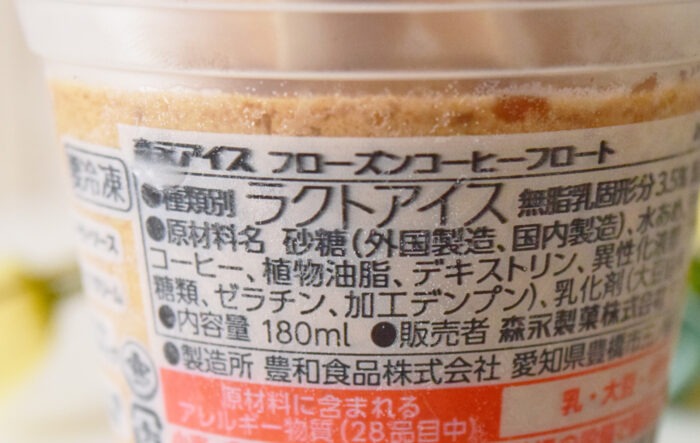 森永アイス フローズンコーヒーフロート
要冷凍
●種類別 ラクトアイス 無脂乳固形分 3.5%
●原材料名 砂糖(外国製造、国内製造)、水あめ、
コーヒー、植物油脂、デキストリン、異性化液糖
糖類、ゼラチン、加工デンプン)、乳化剤(大豆
●内容量 180ml ●販売者 森永製菓株式会社
●製造所 豊和食品株式会社 愛知県豊橋市
原材料に含まれる
アレルギー物質(28品目中)
乳・大豆・